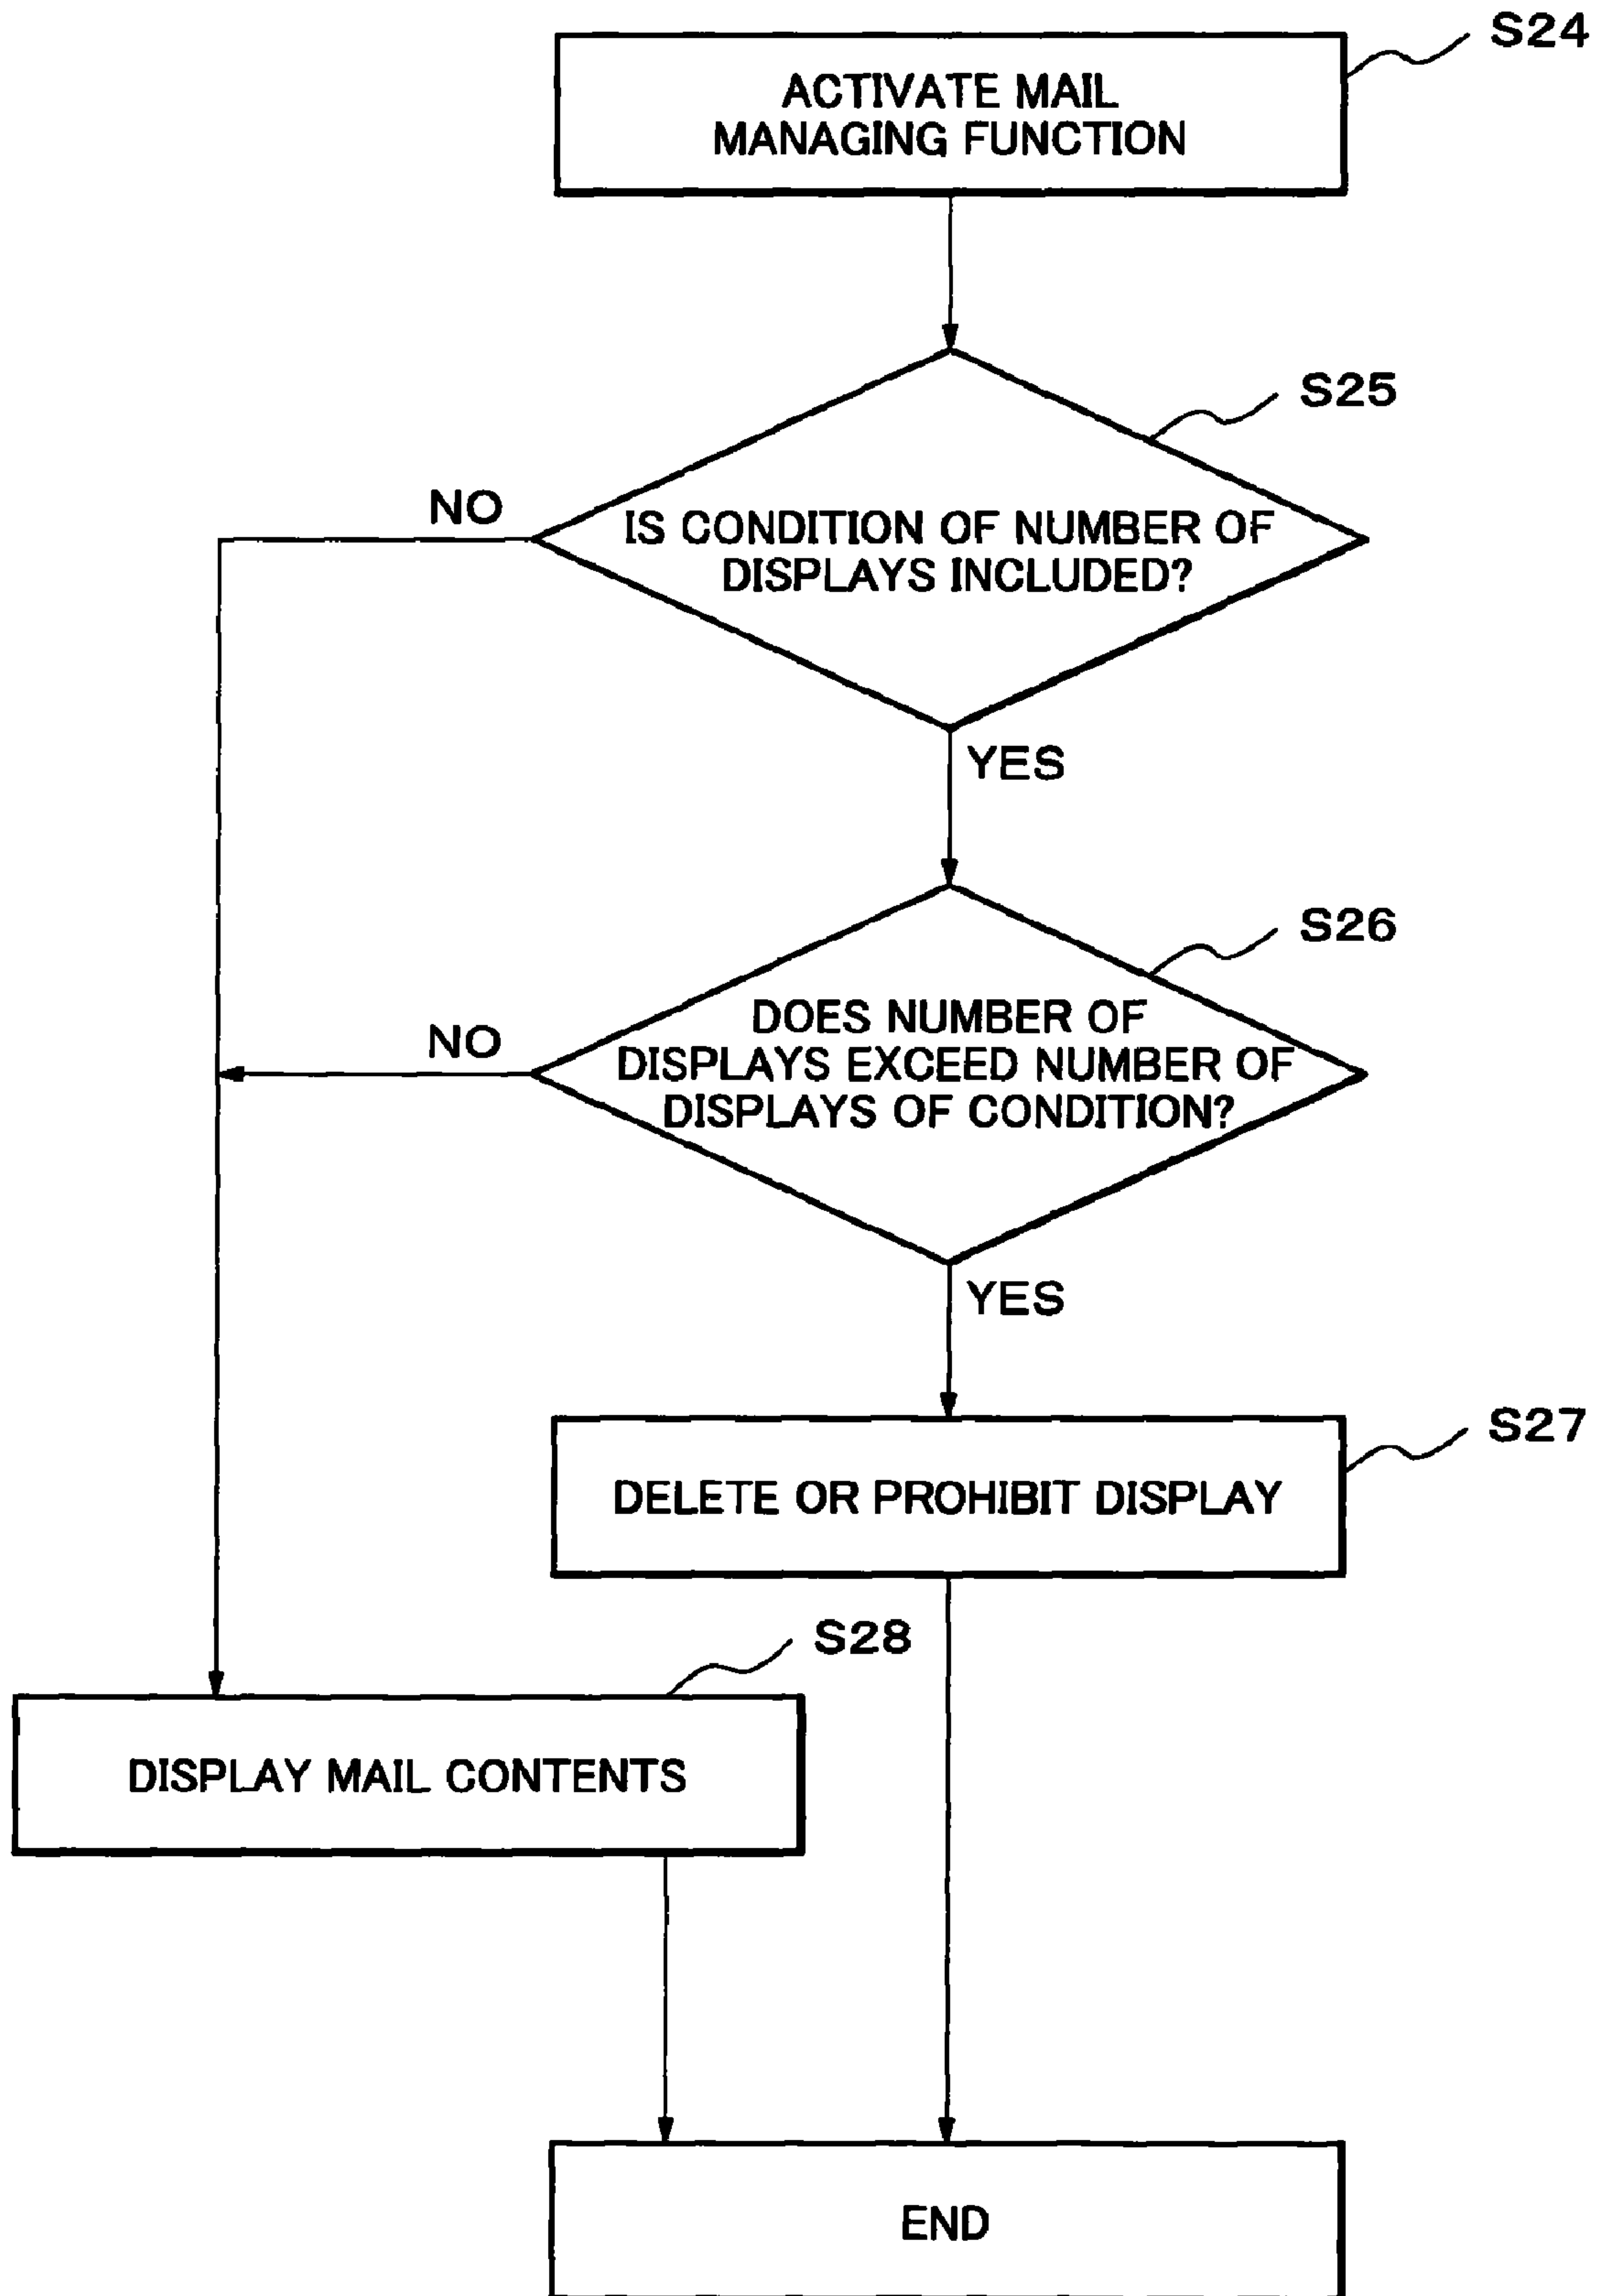 S24
ACTIVATE MAIL
MANAGING FUNCTION
S25
NO
IS CONDITION OF NUMBER OF
DISPLAYS INCLUDED?
YES
S26
NO
DOES NUMBER OF
DISPLAYS EXCEED NUMBER OF
DISPLAYS OF CONDITION?
YES
S27
DELETE OR PROHIBIT DISPLAY
S28
DISPLAY MAIL CONTENTS
END